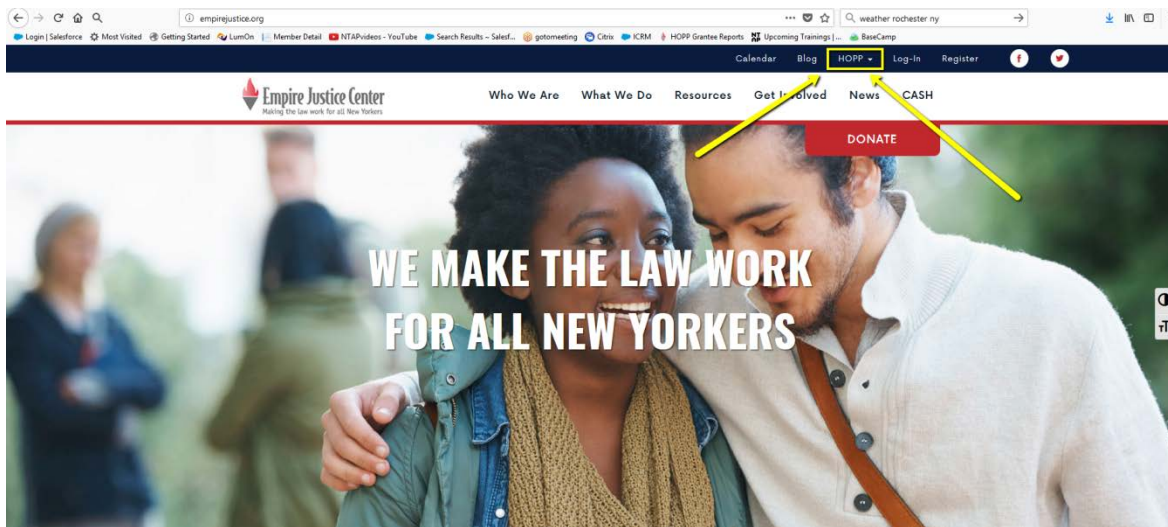 empirejustice.org
weather rochester ny
Login | Salesforce Most Visited Getting Started LumOn Member Detail NTAPvideos - YouTube Search Results – Salesf... gotomeeting Citrix ICRM HOPP Grantee Reports Upcoming Trainings |... BaseCamp
Calendar Blog HOPP Log-In Register
Empire Justice Center
Making the law work for all New Yorkers
Who We Are What We Do Resources Get Involved News CASH
DONATE
WE MAKE THE LAW WORK
FOR ALL NEW YORKERS